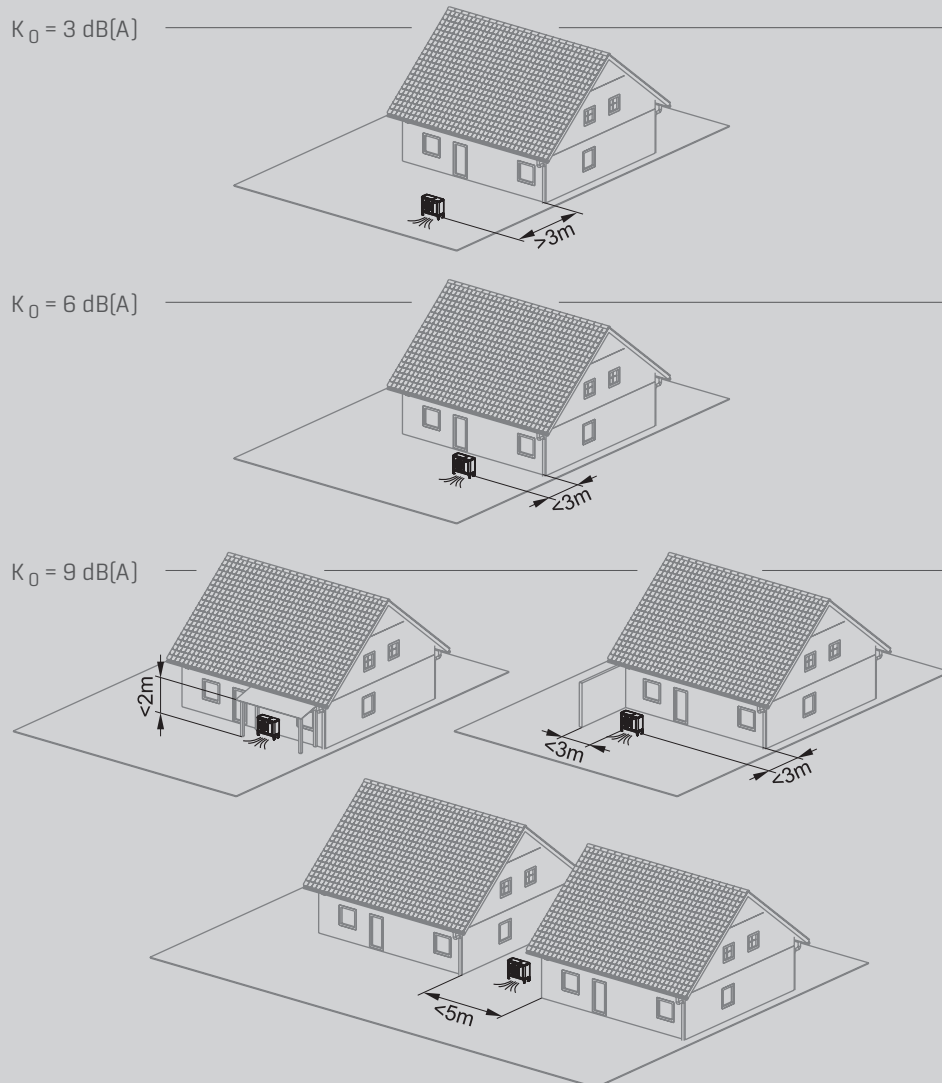 K₀ = 3 dB(A)
>3m
K₀ = 6 dB(A)
<3m
K₀ = 9 dB(A)
<2m
<3m
<3m
<5m